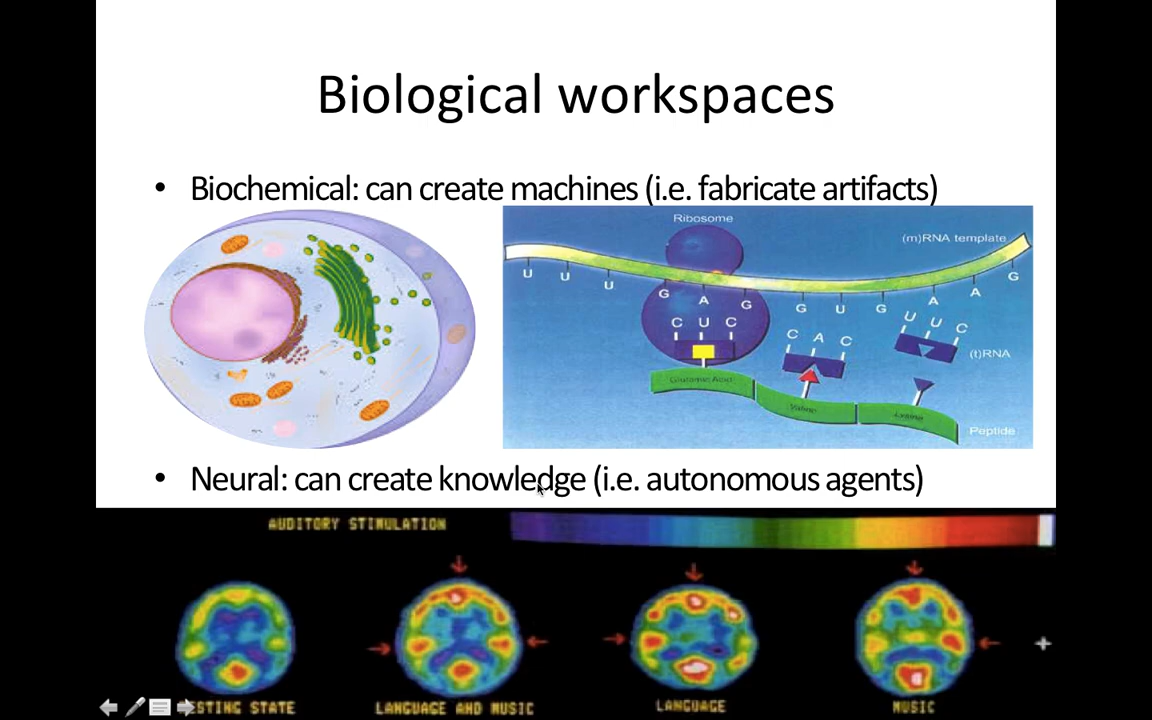 Biological workspaces
• Biochemical: can create machines (i.e. fabricate artifacts)
Ribosome
(m)RNA template
U U U G A G G U G A A G
C U C C A C U U C
(t)RNA
Glutamic Acid
Valine
Lysine
Peptide
• Neural: can create knowledge (i.e. autonomous agents)
AUDITORY STIMULATION
STING STATE LANGUAGE AND MUSIC LANGUAGE MUSIC